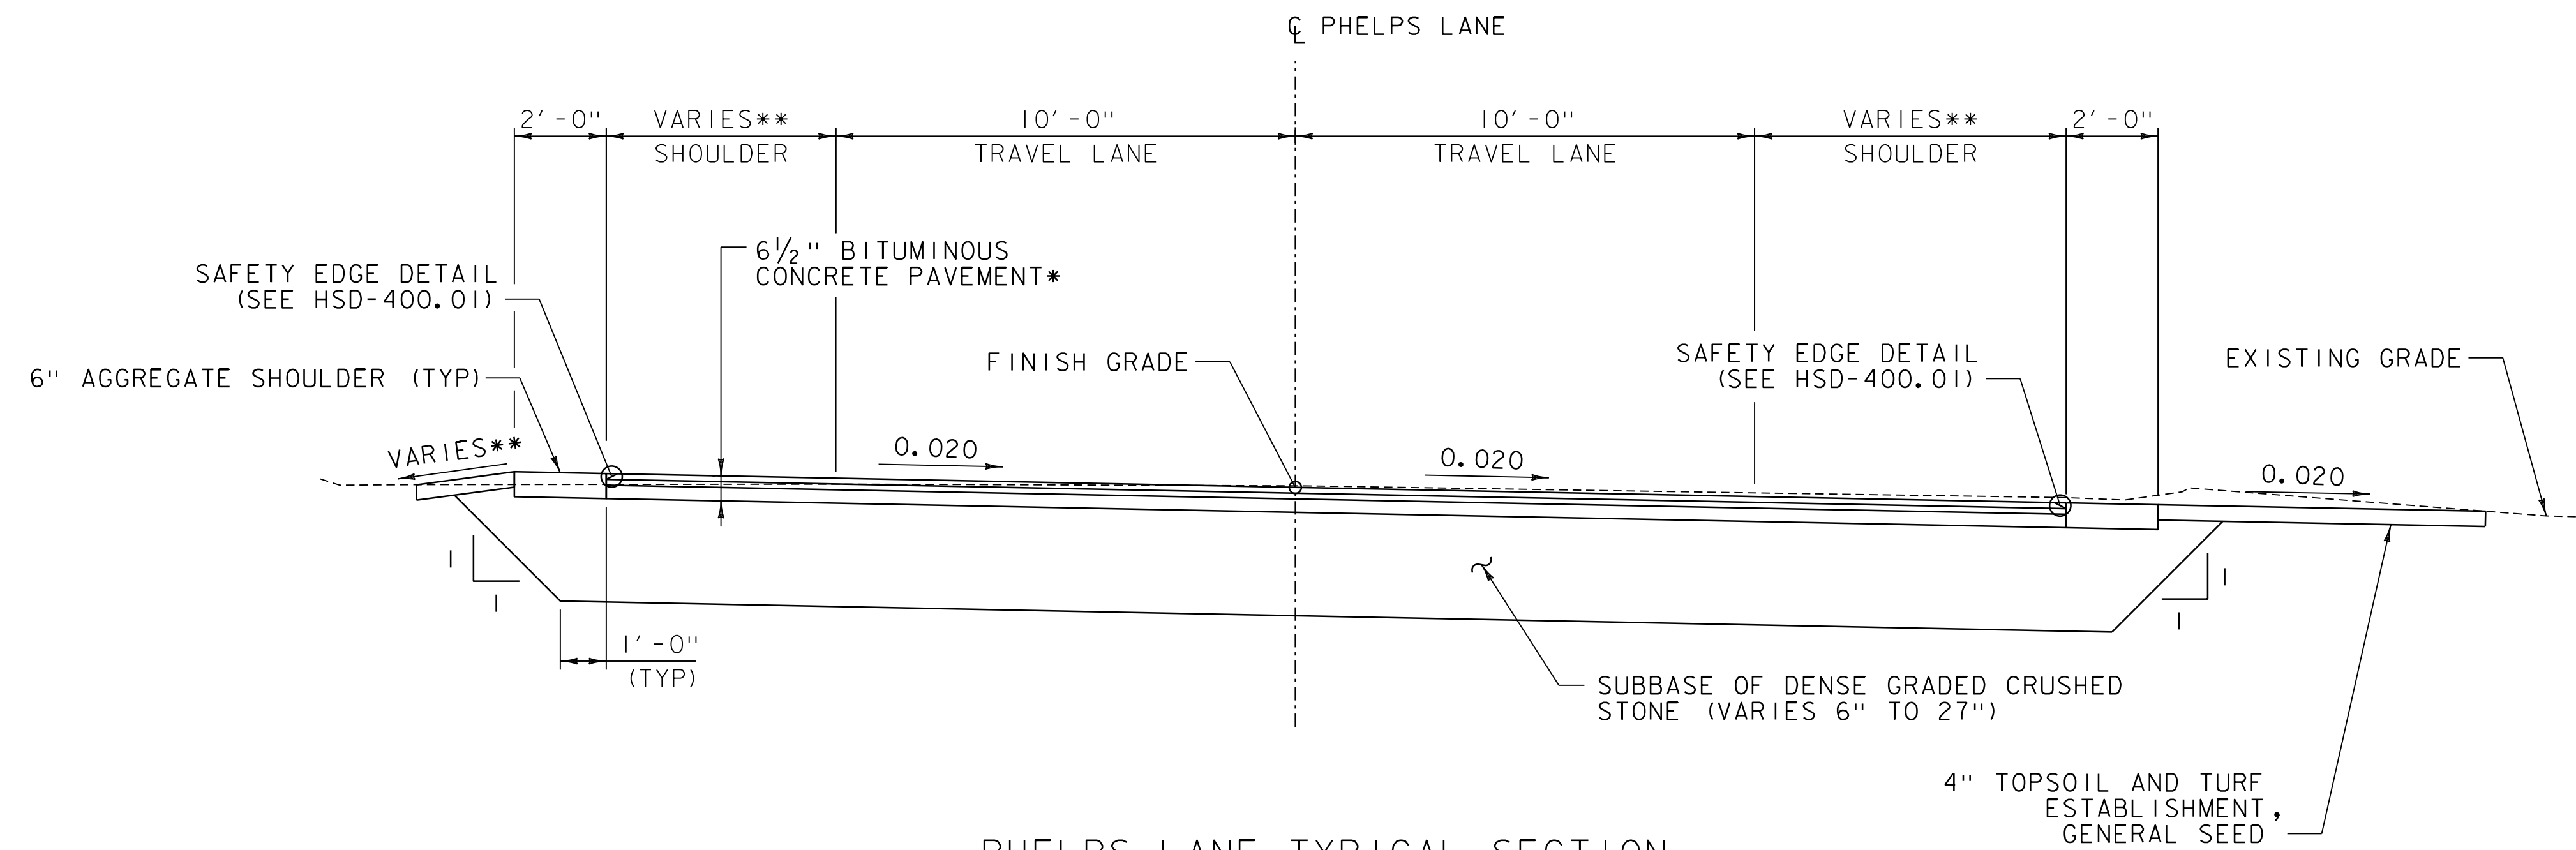 ℄ PHELPS LANE
2'-0"
VARIES**
10'-0"
10'-0"
VARIES**
2'-0"
SHOULDER
TRAVEL LANE
TRAVEL LANE
SHOULDER
6½" BITUMINOUS
CONCRETE PAVEMENT*
SAFETY EDGE DETAIL
(SEE HSD-400.01)
FINISH GRADE
SAFETY EDGE DETAIL
(SEE HSD-400.01)
EXISTING GRADE
6" AGGREGATE SHOULDER (TYP)
VARIES**
0.020
0.020
0.020
1
1
1
1
1'-0"
(TYP)
SUBBASE OF DENSE GRADED CRUSHED
STONE (VARIES 6" TO 27")
4" TOPSOIL AND TURF
ESTABLISHMENT,
GENERAL SEED
PHELPS LANE TYPICAL SECTION